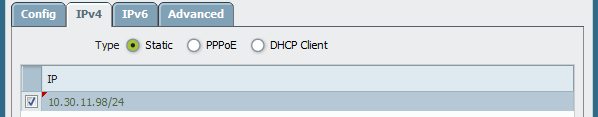 Config IPv4 IPv6 Advanced
Type Static PPPoE DHCP Client
IP
10.30.11.98/24